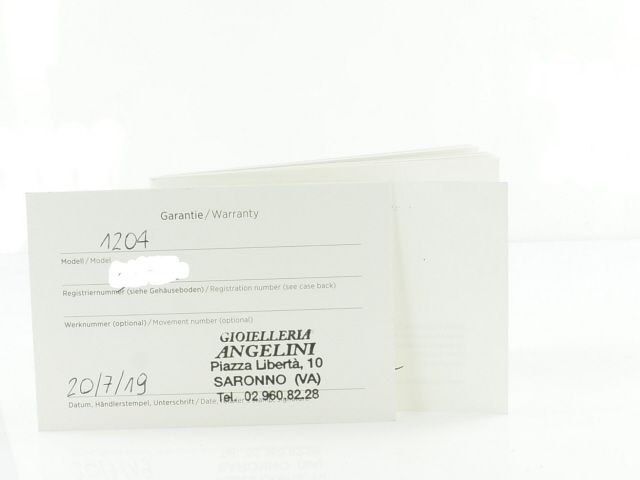 Garantie / Warranty
1204
Modell / Model
Registriernummer (siehe Gehäuseboden) / Registration number (see case back)
Werknummer (optional) / Movement number (optional)
GIOIELLERIA
ANGELINI
Piazza Libertà, 10
SARONNO (VA)
Tel. 02 960.82.28
20/7/19
Datum, Händlerstempel, Unterschrift / Date,